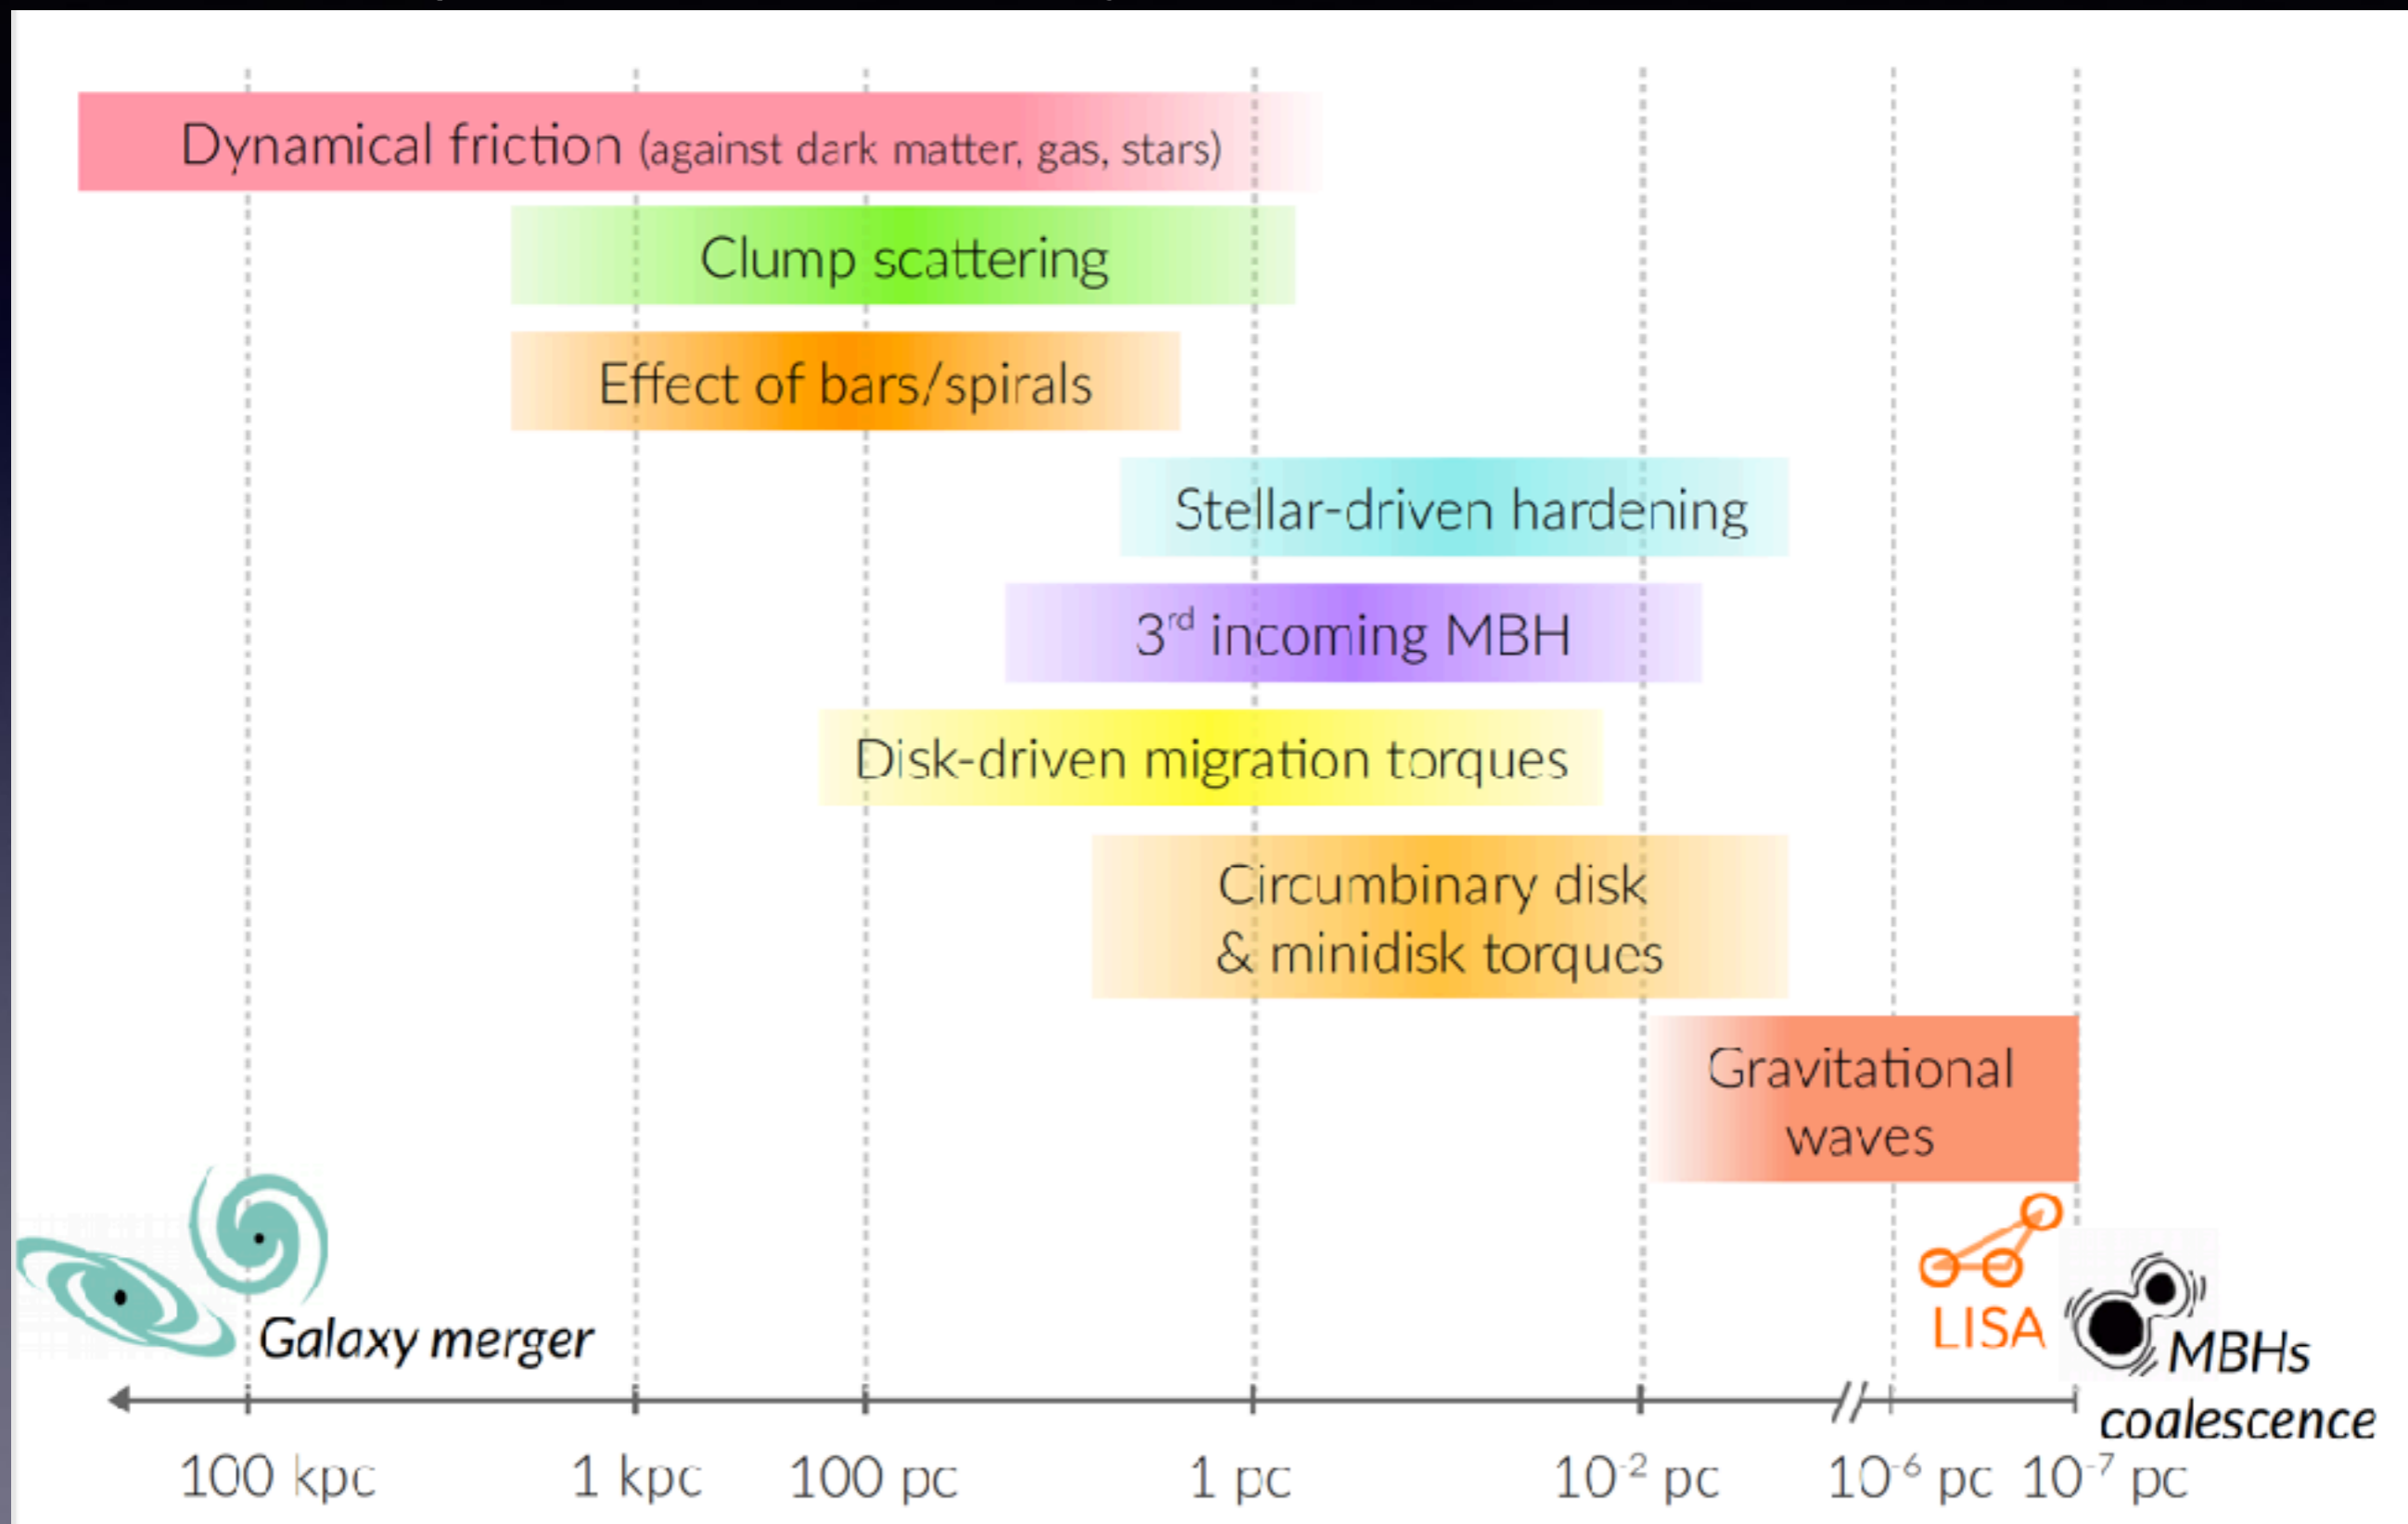 Dynamical friction (against dark matter, gas, stars)
Clump scattering
Effect of bars/spirals
Stellar-driven hardening
3rd incoming MBH
Disk-driven migration torques
Circumbinary disk
& minidisk torques
Gravitational
waves
Galaxy merger
LISA
MBHs
coalescence
100 kpc
1 kpc
100 pc
1 pc
10-2 pc
10-6 pc
10-7 pc